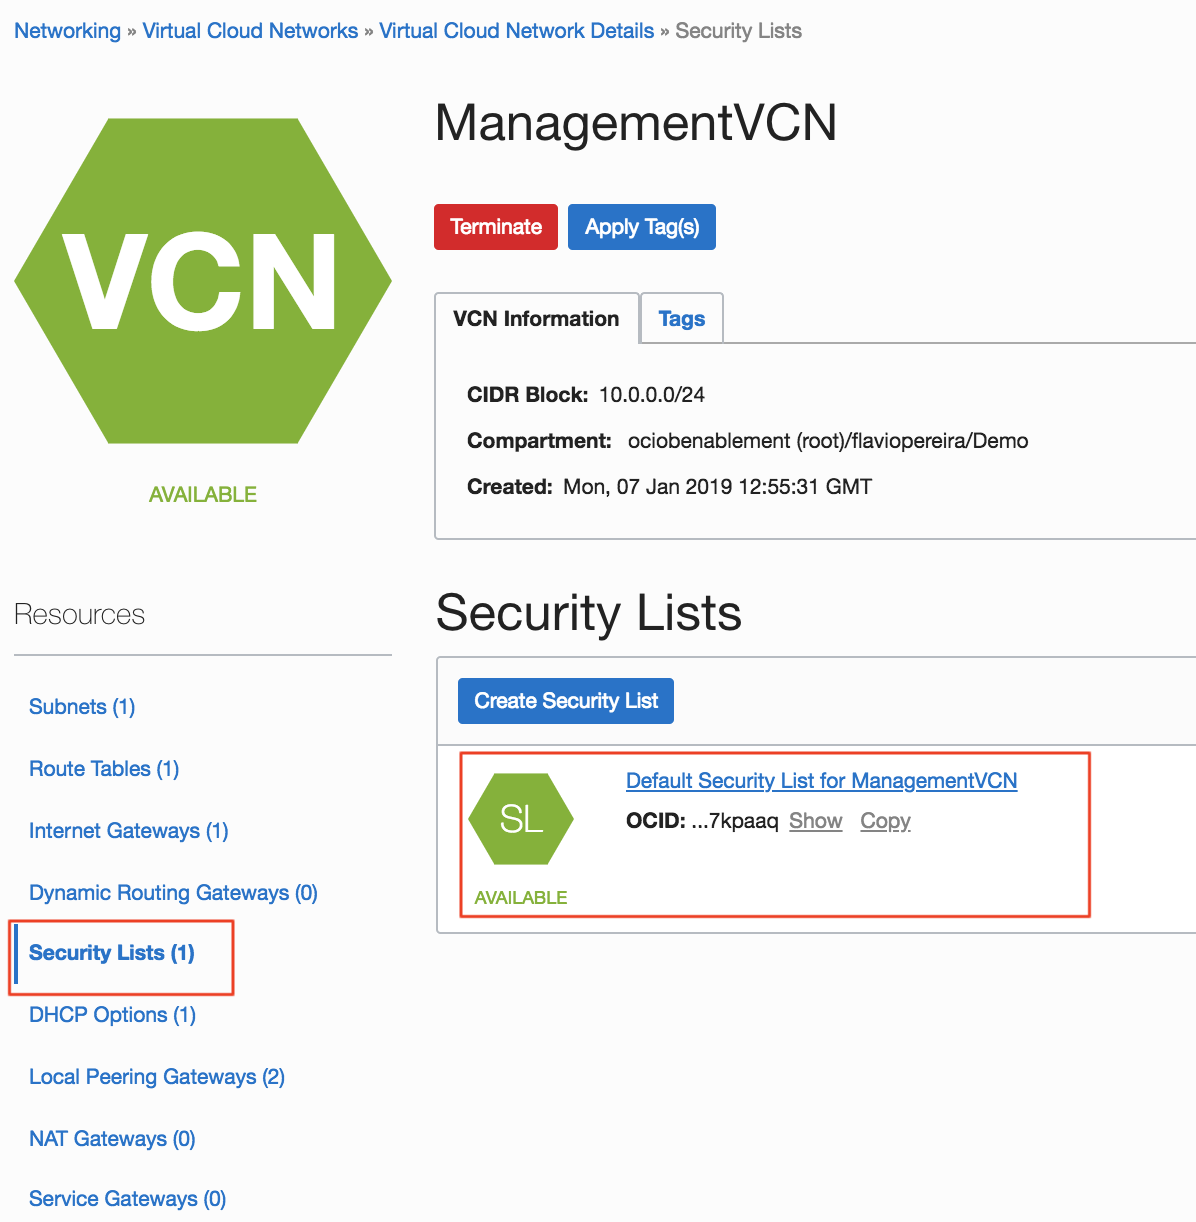 Networking » Virtual Cloud Networks » Virtual Cloud Network Details » Security Lists
ManagementVCN
VCN
Terminate Apply Tag(s)
VCN Information Tags
CIDR Block: 10.0.0.0/24
Compartment: ociobenablement (root)/flaviopereira/Demo
Created: Mon, 07 Jan 2019 12:55:31 GMT
AVAILABLE
Resources
Subnets (1)
Route Tables (1)
Internet Gateways (1)
Dynamic Routing Gateways (0)
Security Lists (1)
DHCP Options (1)
Local Peering Gateways (2)
NAT Gateways (0)
Service Gateways (0)
Security Lists
Create Security List
SL
Default Security List for ManagementVCN
OCID: ...7kpaaq Show Copy
AVAILABLE